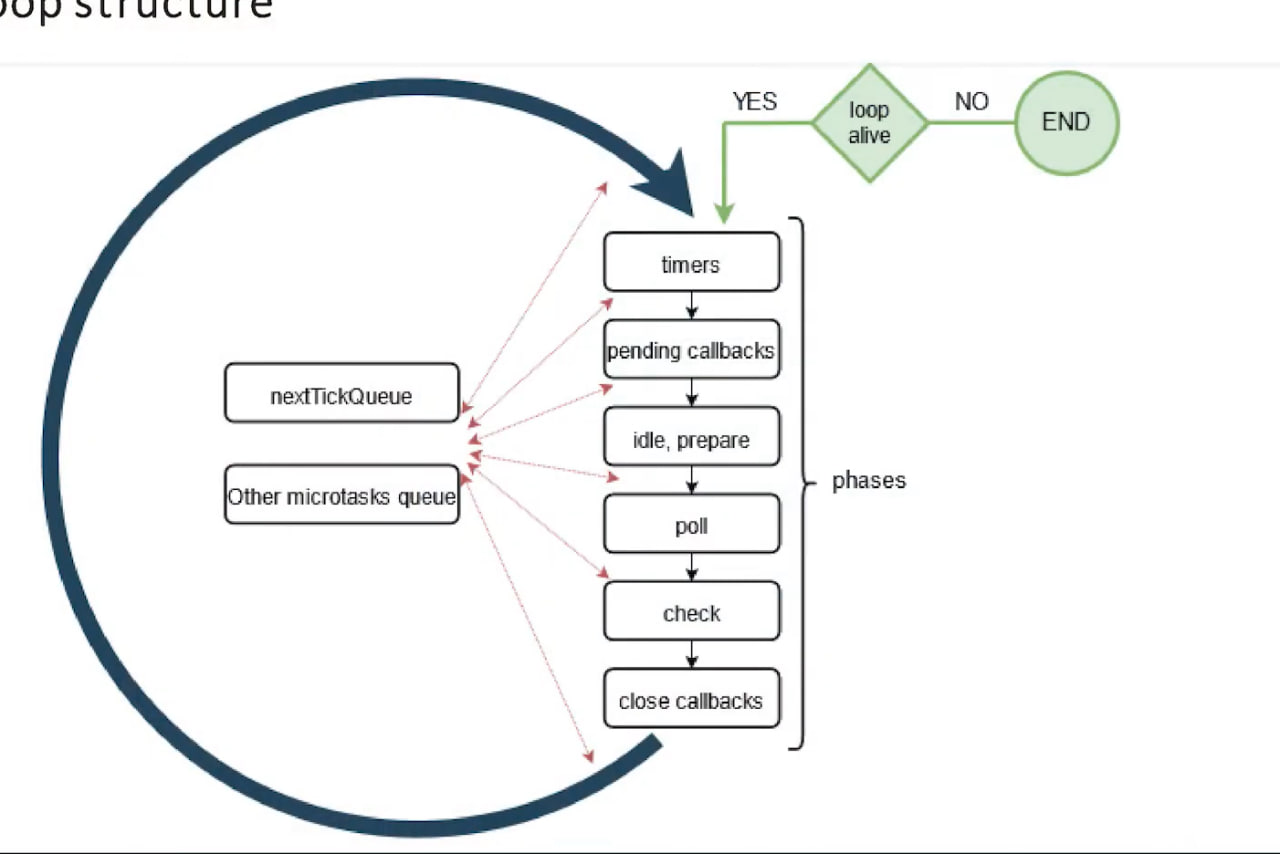 oop structure
YES
loop
alive
NO
END
timers
pending callbacks
nextTickQueue
idle, prepare
Other microtasks queue
phases
poll
check
close callbacks